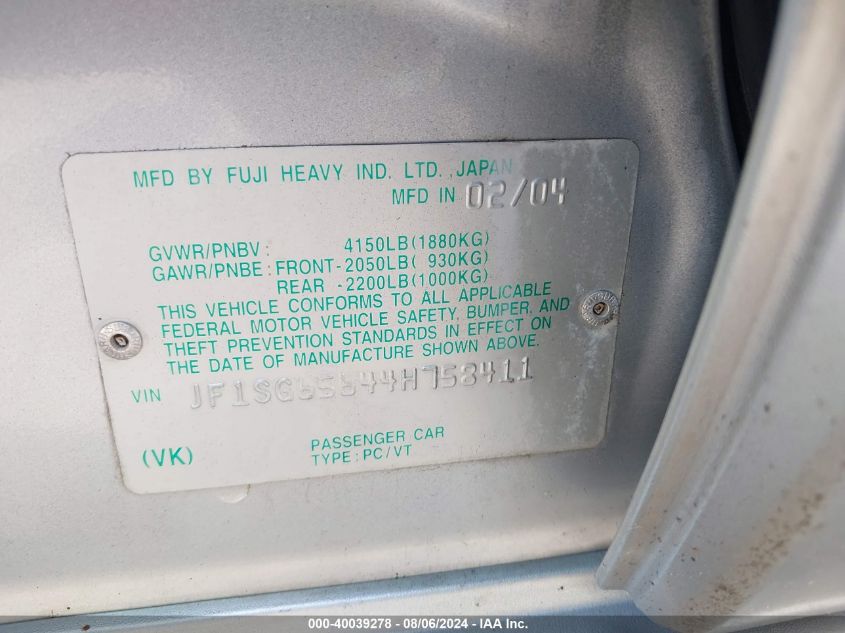 MFD BY FUJI HEAVY IND. LTD. ,JAPAN
MFD IN 02/04
GVWR/PNBV : 4150LB(1880KG)
GAWR/PNBE : FRONT-2050LB( 930KG)
REAR -2200LB(1000KG)
THIS VEHICLE CONFORMS TO ALL APPLICABLE
FEDERAL MOTOR VEHICLE SAFETY, BUMPER, AND
THEFT PREVENTION STANDARDS IN EFFECT ON
THE DATE OF MANUFACTURE SHOWN ABOVE.
VIN JF1SG65644H758411
(VK) PASSENGER CAR
TYPE : PC/VT
000-40039278 - 08/06/2024 - IAA Inc.